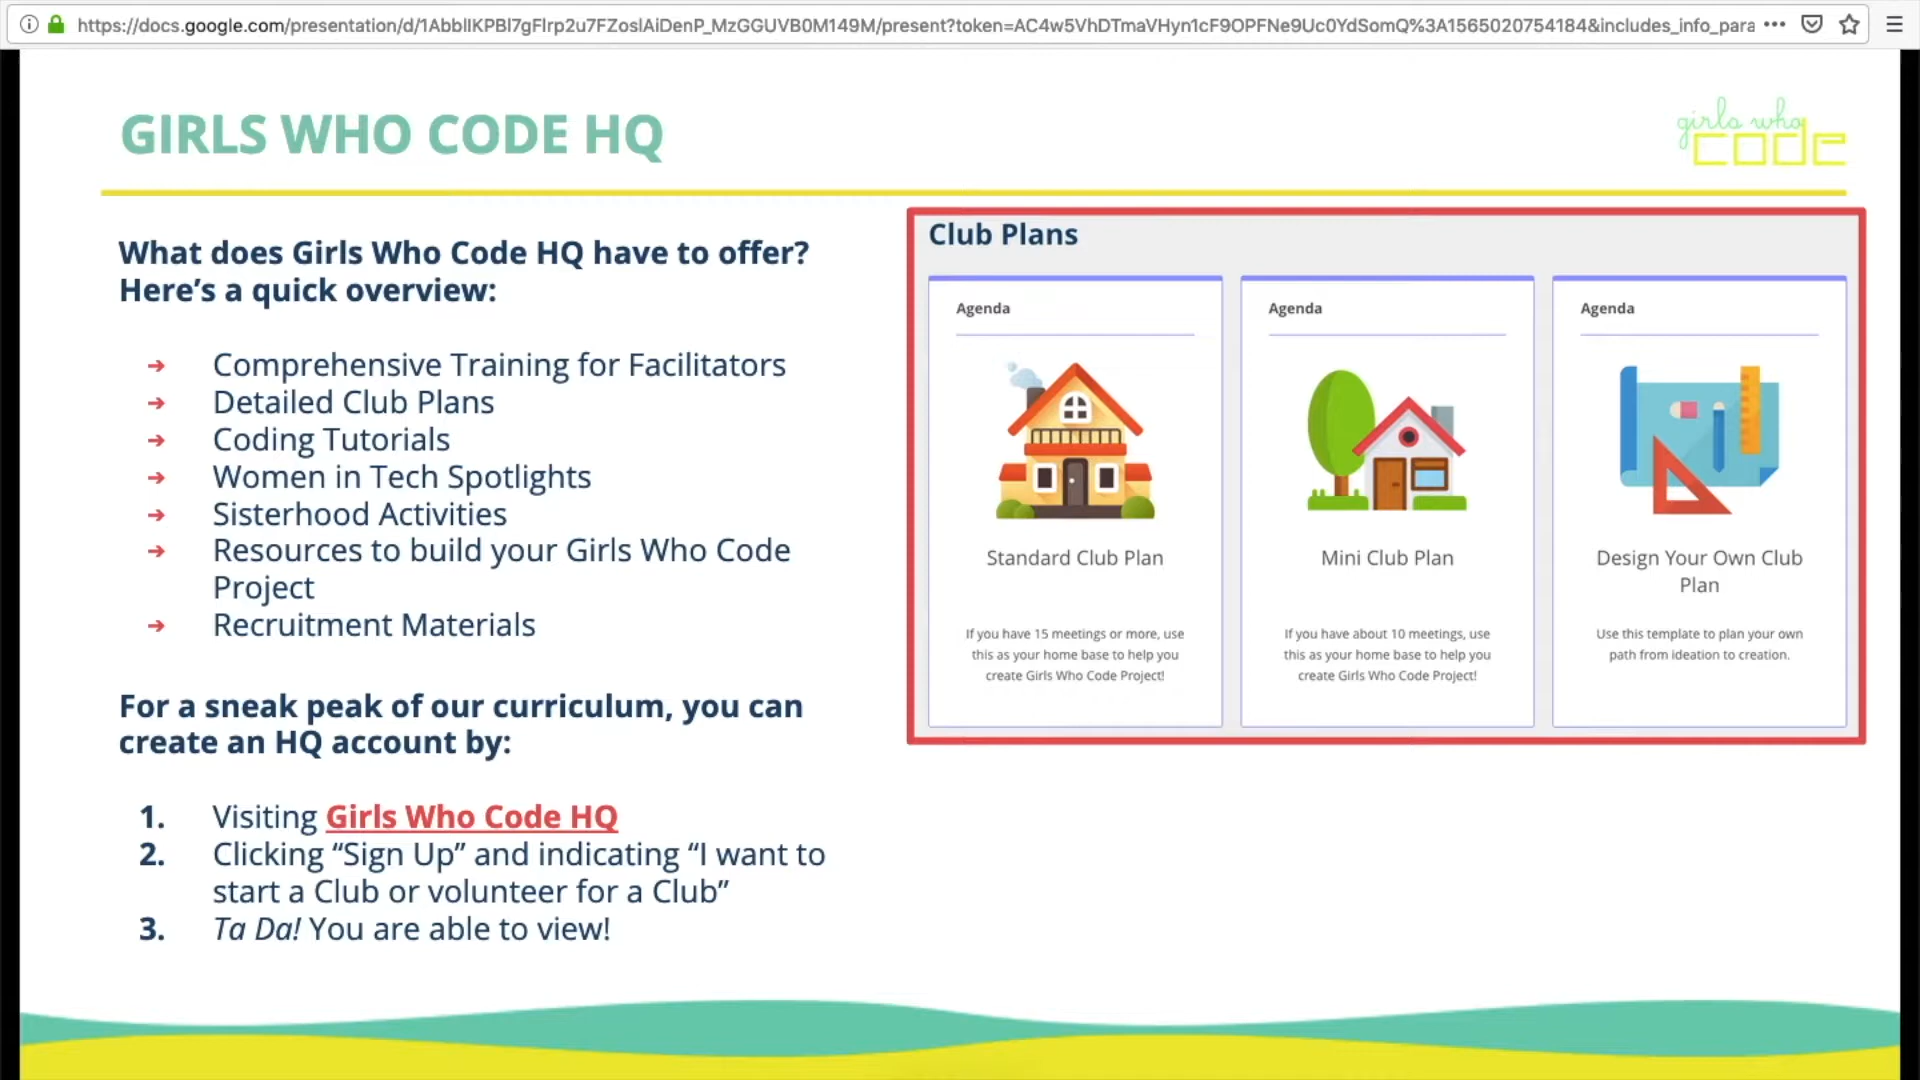 https://docs.google.com/presentation/d/1AbbIIKPBl7gFlrp2u7FZoslAiDenP_MzGGUVB0M149M/present?token=AC4w5VhDTmaVHyn1cF9OPFNe9Uc0YdSomQ%3A1565020754184&includes_info_para
GIRLS WHO CODE HQ
girls who
code
What does Girls Who Code HQ have to offer?
Here’s a quick overview:
Comprehensive Training for Facilitators
Detailed Club Plans
Coding Tutorials
Women in Tech Spotlights
Sisterhood Activities
Resources to build your Girls Who Code
Project
Recruitment Materials
For a sneak peak of our curriculum, you can
create an HQ account by:
1. Visiting Girls Who Code HQ
2. Clicking “Sign Up” and indicating “I want to
start a Club or volunteer for a Club”
3. Ta Da! You are able to view!
Club Plans
Agenda
Standard Club Plan
If you have 15 meetings or more, use
this as your home base to help you
create Girls Who Code Project!
Agenda
Mini Club Plan
If you have about 10 meetings, use
this as your home base to help you
create Girls Who Code Project!
Agenda
Design Your Own Club
Plan
Use this template to plan your own
path from ideation to creation.